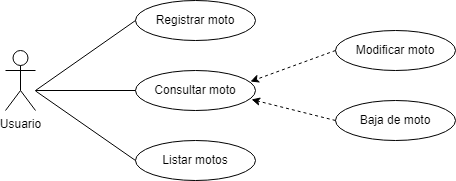 Registrar moto
Modificar moto
Consultar moto
Usuario
Baja de moto
Listar motos